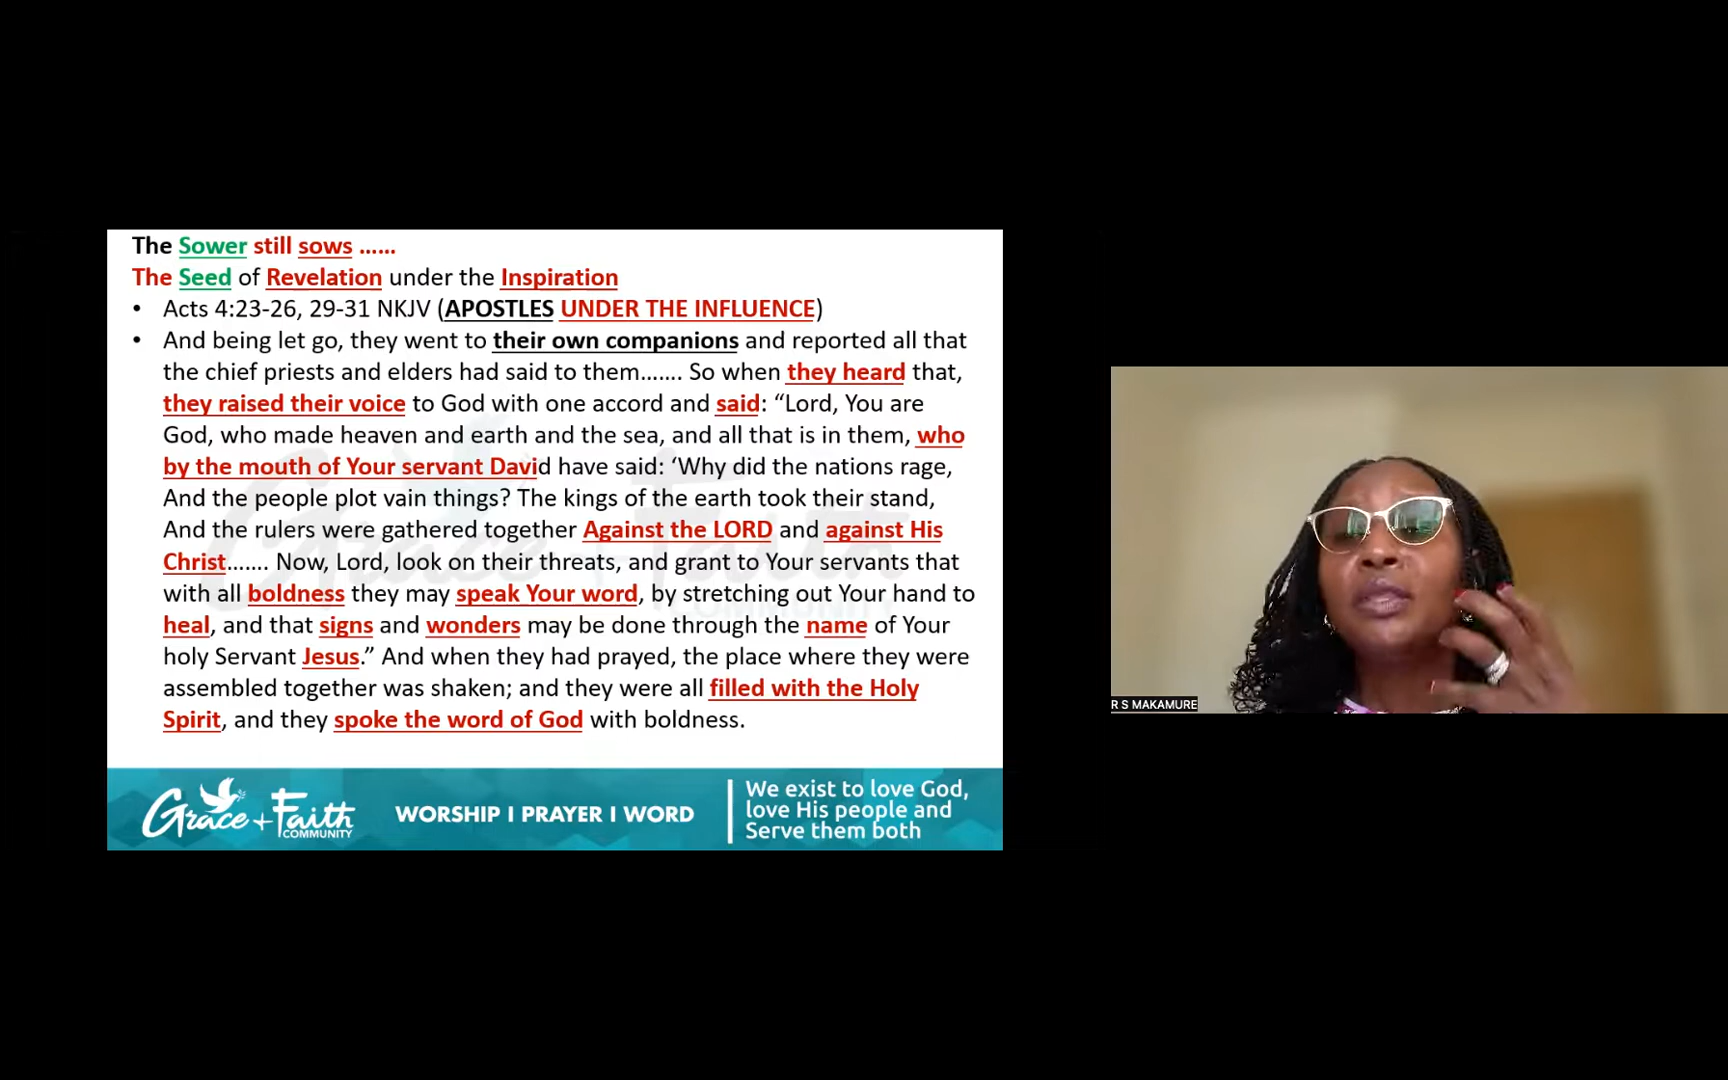 The Sower still sows ......
The Seed of Revelation under the Inspiration
• Acts 4:23-26, 29-31 NKJV (APOSTLES UNDER THE INFLUENCE)
• And being let go, they went to their own companions and reported all that
the chief priests and elders had said to them……. So when they heard that,
they raised their voice to God with one accord and said: “Lord, You are
God, who made heaven and earth and the sea, and all that is in them, who
by the mouth of Your servant David have said: ‘Why did the nations rage,
And the people plot vain things? The kings of the earth took their stand,
And the rulers were gathered together Against the LORD and against His
Christ……. Now, Lord, look on their threats, and grant to Your servants that
with all boldness they may speak Your word, by stretching out Your hand to
heal, and that signs and wonders may be done through the name of Your
holy Servant Jesus.” And when they had prayed, the place where they were
assembled together was shaken; and they were all filled with the Holy
Spirit, and they spoke the word of God with boldness.
Grace + Faith
COMMUNITY
WORSHIP I PRAYER I WORD
We exist to love God,
love His people and
Serve them both
R S MAKAMURE